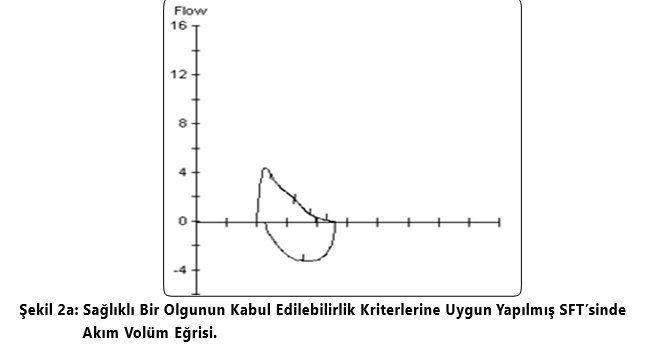 Flow
16
12
8
4
0
-4
Şekil 2a: Sağlıklı Bir Olgunun Kabul Edilebilirlik Kriterlerine Uygun Yapılmış SFT’sinde
Akım Volüm Eğrisi.